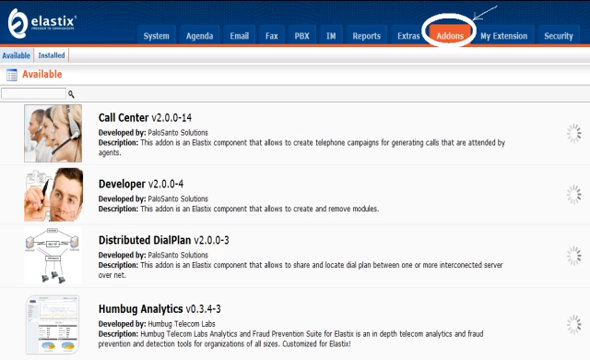 elastix®
FREEDOM TO COMMUNICATE
System Agenda Email Fax PBX IM Reports Extras Addons My Extension Security
Available Installed
Available
Call Center v2.0.0-14
Developed by: PaloSanto Solutions
Description: This addon is an Elastix component that allows to create telephone campaigns for generating calls that are attended by
agents.
Developer v2.0.0-4
Developed by: PaloSanto Solutions
Description: This addon is an Elastix component that allows to create and remove modules.
Distributed DialPlan v2.0.0-3
Developed by: PaloSanto Solutions
Description: This addon is an Elastix component that allows to share and locate dial plan between one or more interconected server
over net.
Humbug Analytics v0.3.4-3
Developed by: Humbug Telecom Labs
Description: Humbug Telecom Labs Analytics and Fraud Prevention Suite for Elastix is an in depth telecom analytics and fraud
prevention and detection tools for organizations of all sizes. Customized for Elastix!